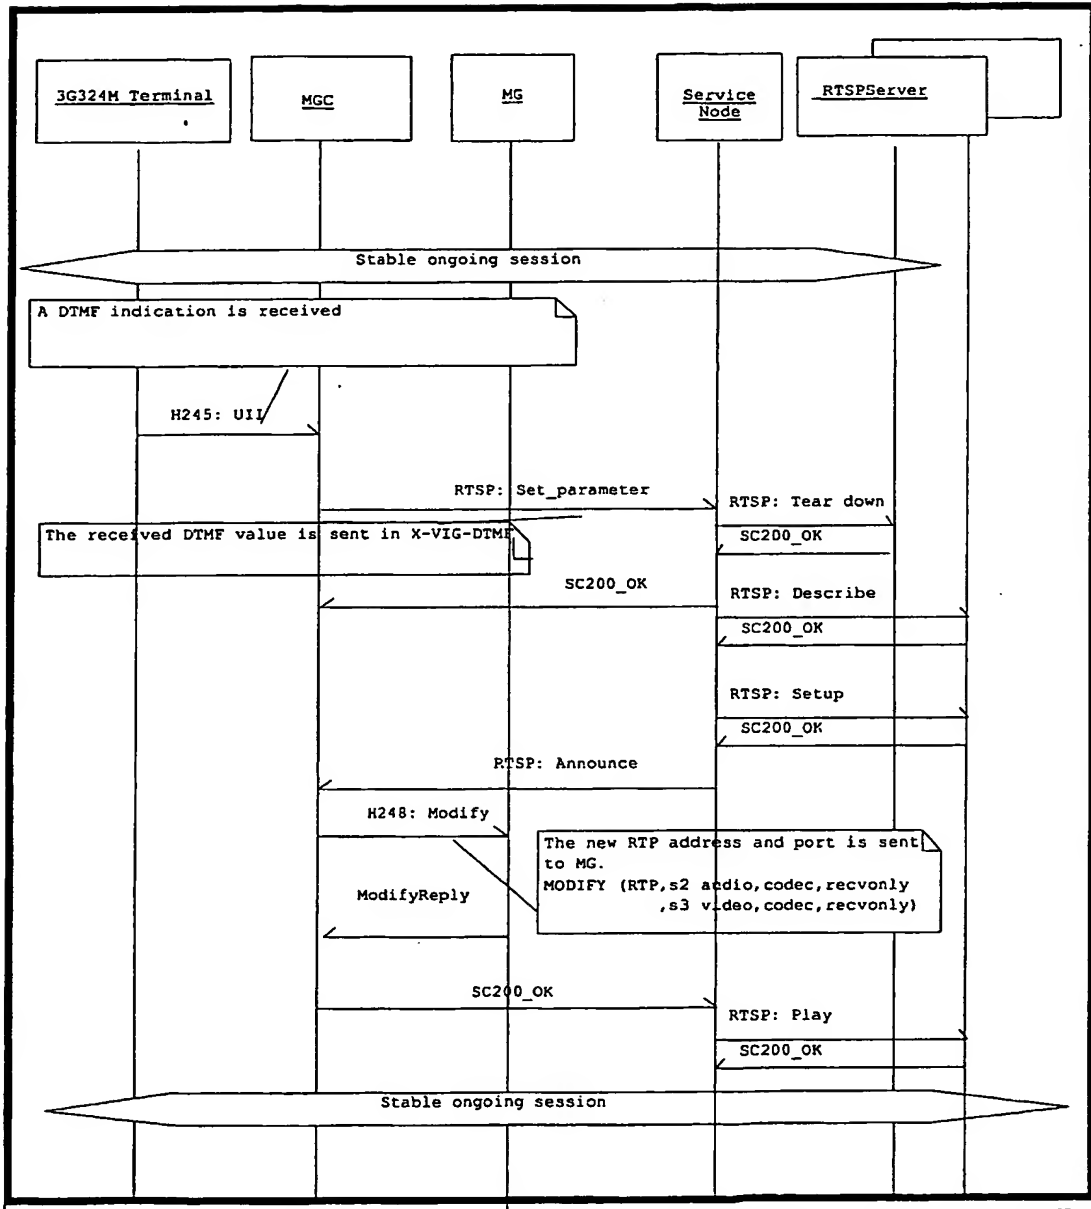 3G324M Terminal
MGC
MG
Service
Node
RTSPServer
Stable ongoing session
A DTMF indication is received
H245: UII
RTSP: Set_parameter
RTSP: Tear down
The received DTMF value is sent in X-VIG-DTMF
SC200_OK
SC200_OK
RTSP: Describe
SC200_OK
RTSP: Setup
SC200_OK
RTSP: Announce
H248: Modify
The new RTP address and port is sent
to MG.
MODIFY (RTP,s2 audio,codec,recvonly
,s3 video,codec,recvonly)
ModifyReply
SC200_OK
RTSP: Play
SC200_OK
Stable ongoing session